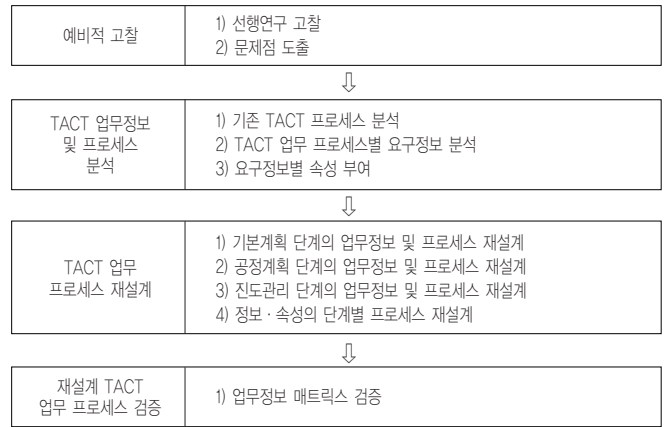 예비적 고찰
1) 선행연구 고찰
2) 문제점 도출
⇩
TACT 업무정보
및 프로세스
분석
1) 기존 TACT 프로세스 분석
2) TACT 업무 프로세스별 요구정보 분석
3) 요구정보별 속성 부여
⇩
TACT 업무
프로세스 재설계
1) 기본계획 단계의 업무정보 및 프로세스 재설계
2) 공정계획 단계의 업무정보 및 프로세스 재설계
3) 진도관리 단계의 업무정보 및 프로세스 재설계
4) 정보 · 속성의 단계별 프로세스 재설계
⇩
재설계 TACT
업무 프로세스 검증
1) 업무정보 매트릭스 검증